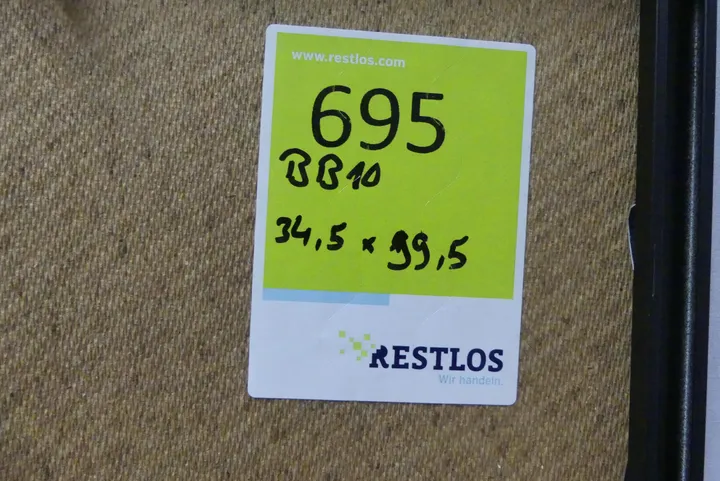 www.restlos.com
695
BB10
34,5 x 99,5
RESTLOS
Wir handeln.